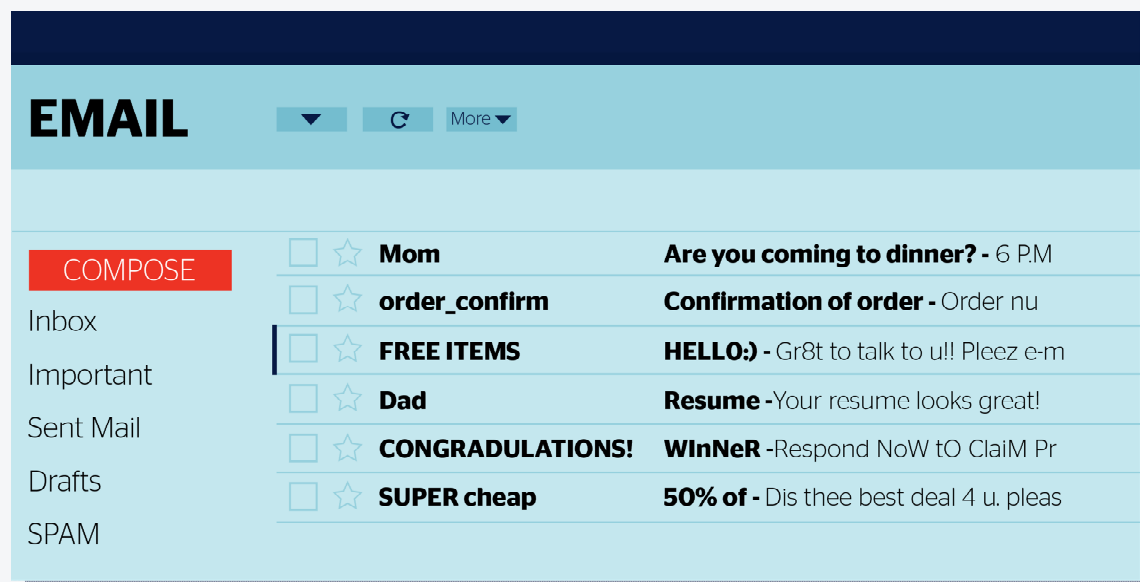 EMAIL
More
COMPOSE
Inbox
Important
Sent Mail
Drafts
SPAM
Mom Are you coming to dinner? - 6 P.M
order_confirm Confirmation of order - Order nu
FREE ITEMS HELL0:) - Gr8t to talk to u!! Pleez e-m
Dad Resume -Your resume looks great!
CONGRADULATIONS! WInNeR -Respond NoW tO ClaiM Pr
SUPER cheap 50% of - Dis thee best deal 4 u. pleas